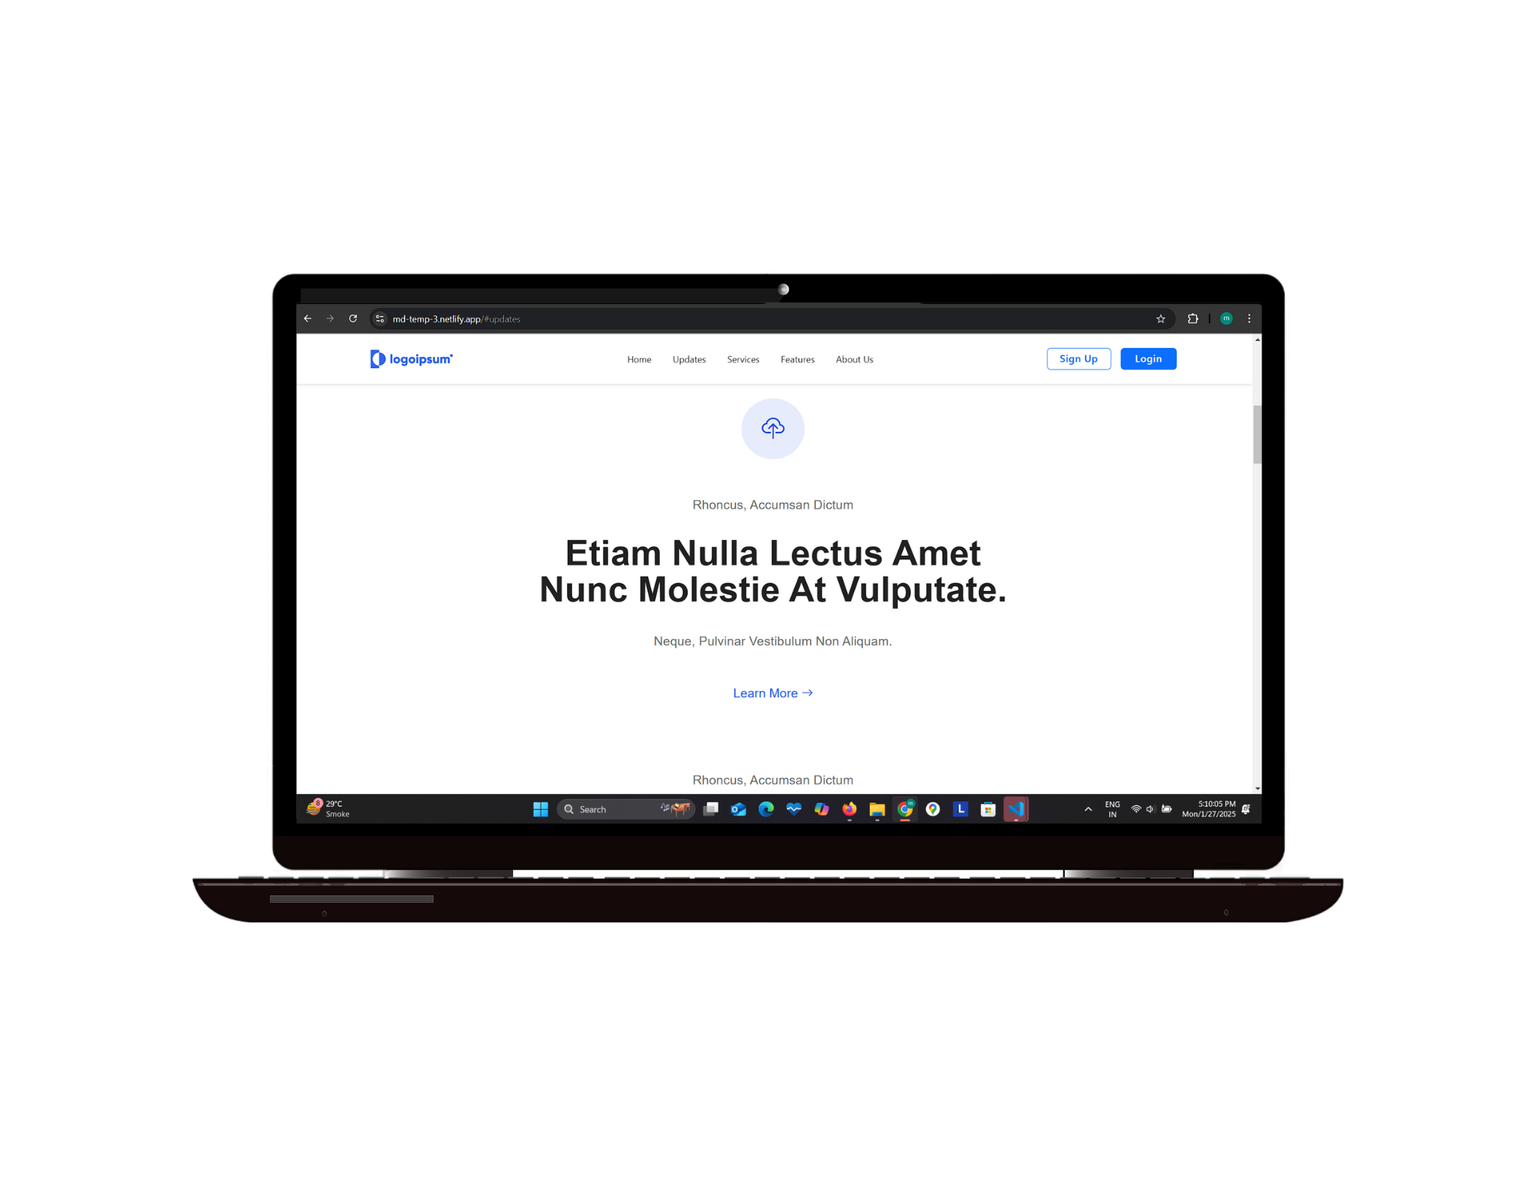 md-temp-3.netlify.app/#updates
m
logoipsum
Home Updates Services Features About Us
Sign Up Login
Rhoncus, Accumsan Dictum
Etiam Nulla Lectus Amet
Nunc Molestie At Vulputate.
Neque, Pulvinar Vestibulum Non Aliquam.
Learn More →
Rhoncus, Accumsan Dictum
8
29°C
Smoke
Search
L
ENG
IN
5:10:05 PM
Mon/1/27/2025